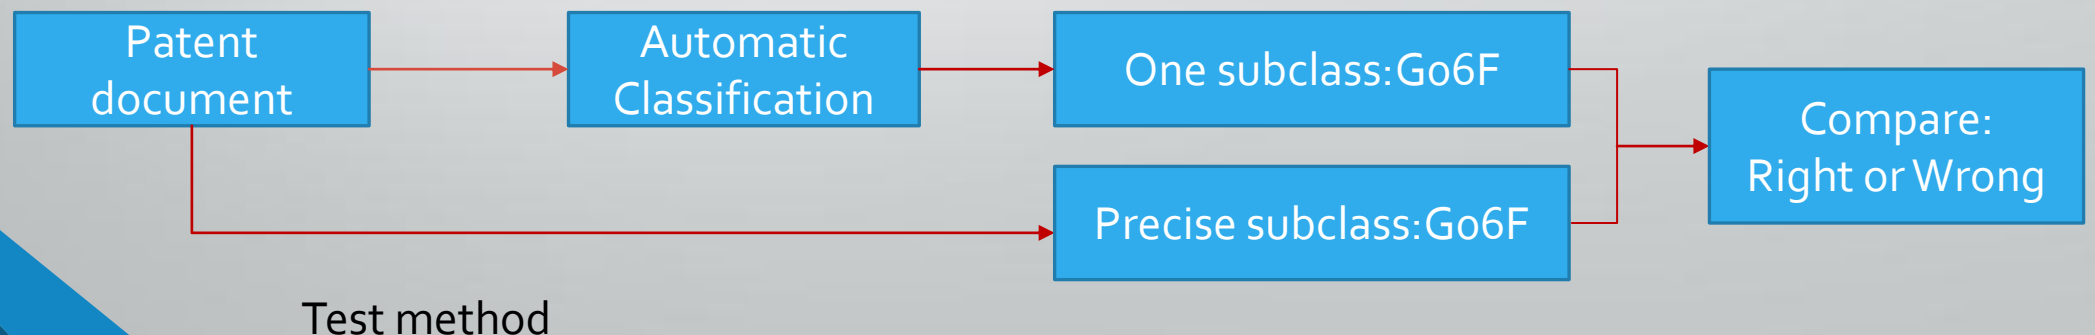 Patent
document
Automatic
Classification
One subclass:G06F
Precise subclass:G06F
Compare:
Right or Wrong
Test method